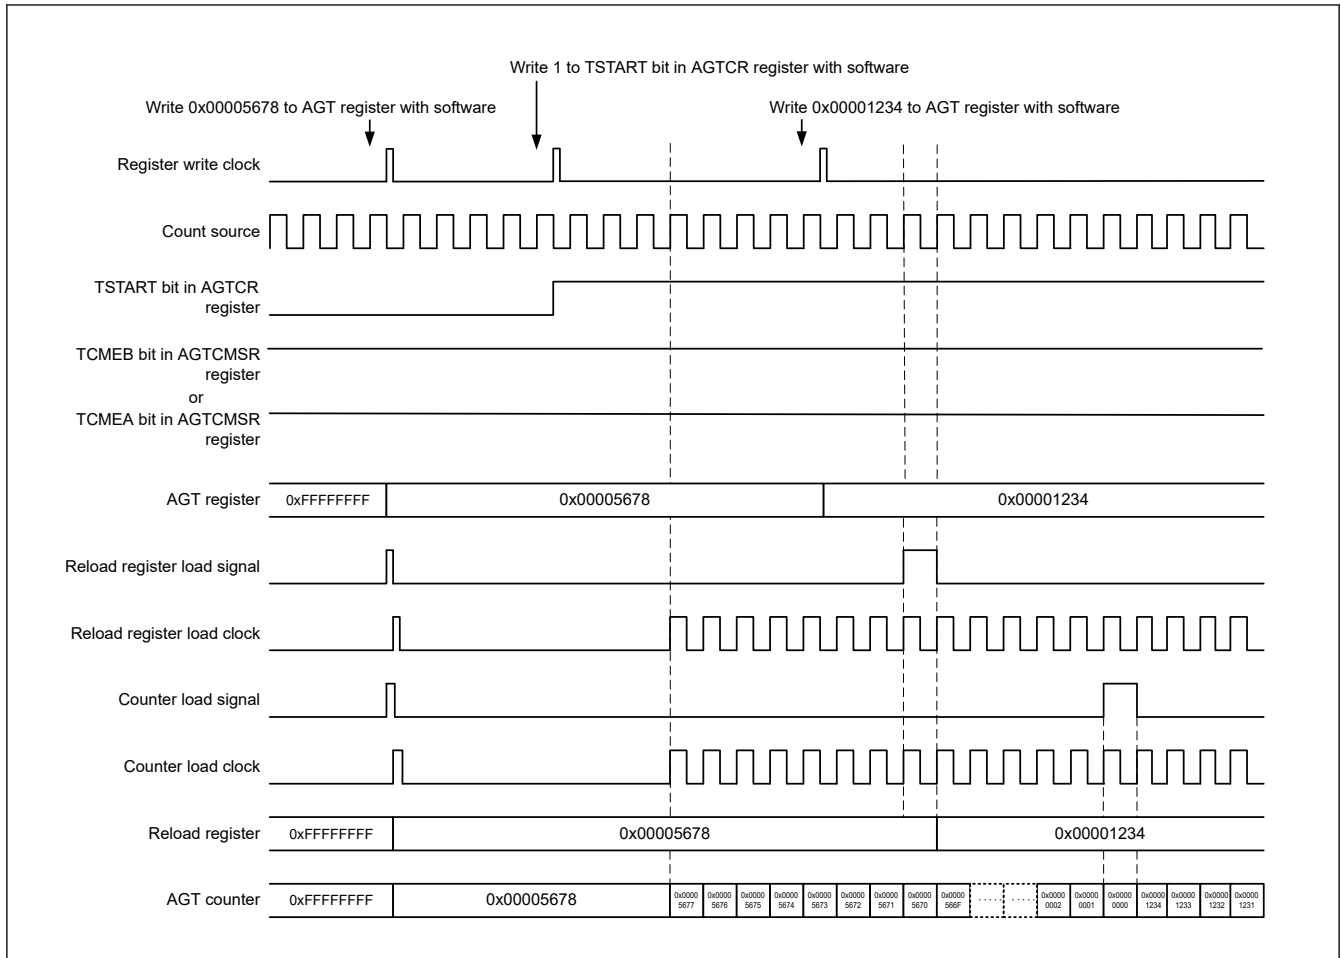 Write 1 to TSTART bit in AGTCR register with software
Write 0x00005678 to AGT register with software
Write 0x00001234 to AGT register with software
Register write clock
Count source
TSTART bit in AGTCR
register
TCMEB bit in AGTCMSR
register
or
TCMEA bit in AGTCMSR
register
AGT register
0xFFFFFFFF
0x00005678
0x00001234
Reload register load signal
Reload register load clock
Counter load signal
Counter load clock
Reload register
0xFFFFFFFF
0x00005678
0x00001234
AGT counter
0xFFFFFFFF
0x00005678
0x0000
5677
0x0000
5676
0x0000
5675
0x0000
5674
0x0000
5673
0x0000
5672
0x0000
5671
0x0000
5670
0x0000
566F
.....
.....
0x0000
0002
0x0000
0001
0x0000
0000
0x0000
1234
0x0000
1233
0x0000
1232
0x0000
1231